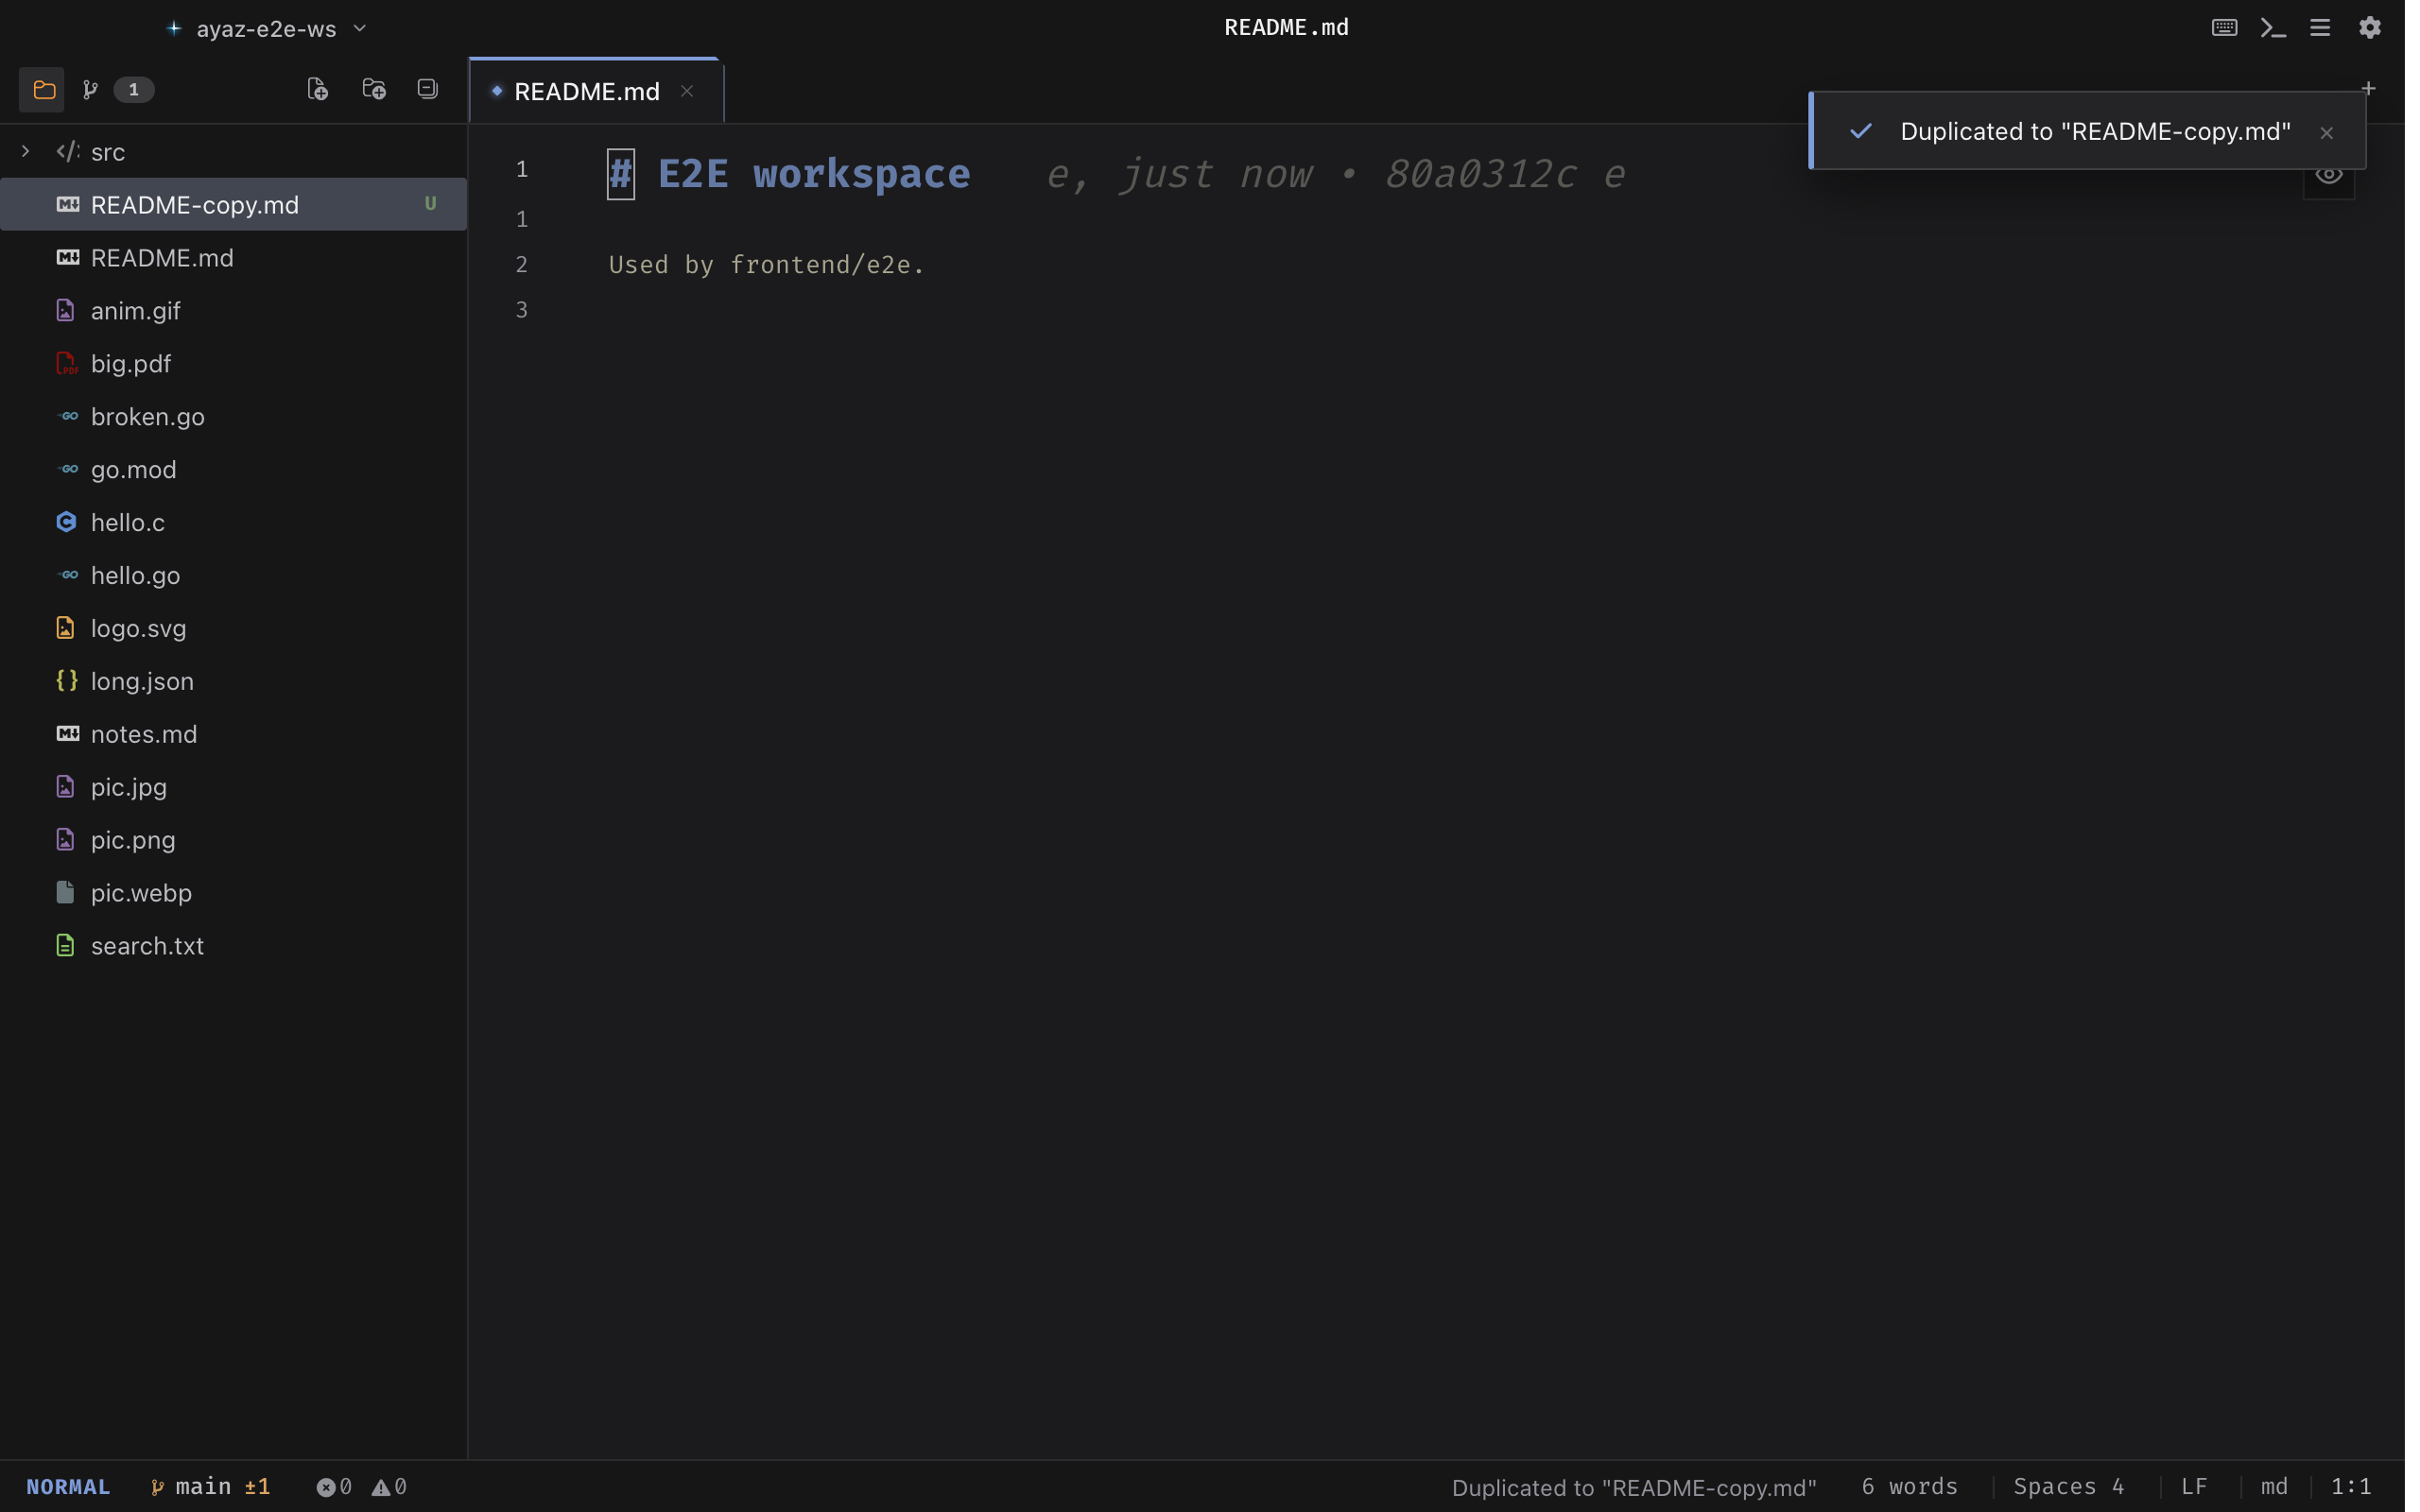 ayaz-e2e-ws
README.md
1
README.md
Duplicated to "README-copy.md"
src
README-copy.md U
README.md
anim.gif
big.pdf
broken.go
go.mod
hello.c
hello.go
logo.svg
long.json
notes.md
pic.jpg
pic.png
pic.webp
search.txt
1 # E2E workspace e, just now • 80a0312c e
1
2 Used by frontend/e2e.
3
NORMAL main ±1 0 0 Duplicated to "README-copy.md" 6 words Spaces 4 LF md 1:1